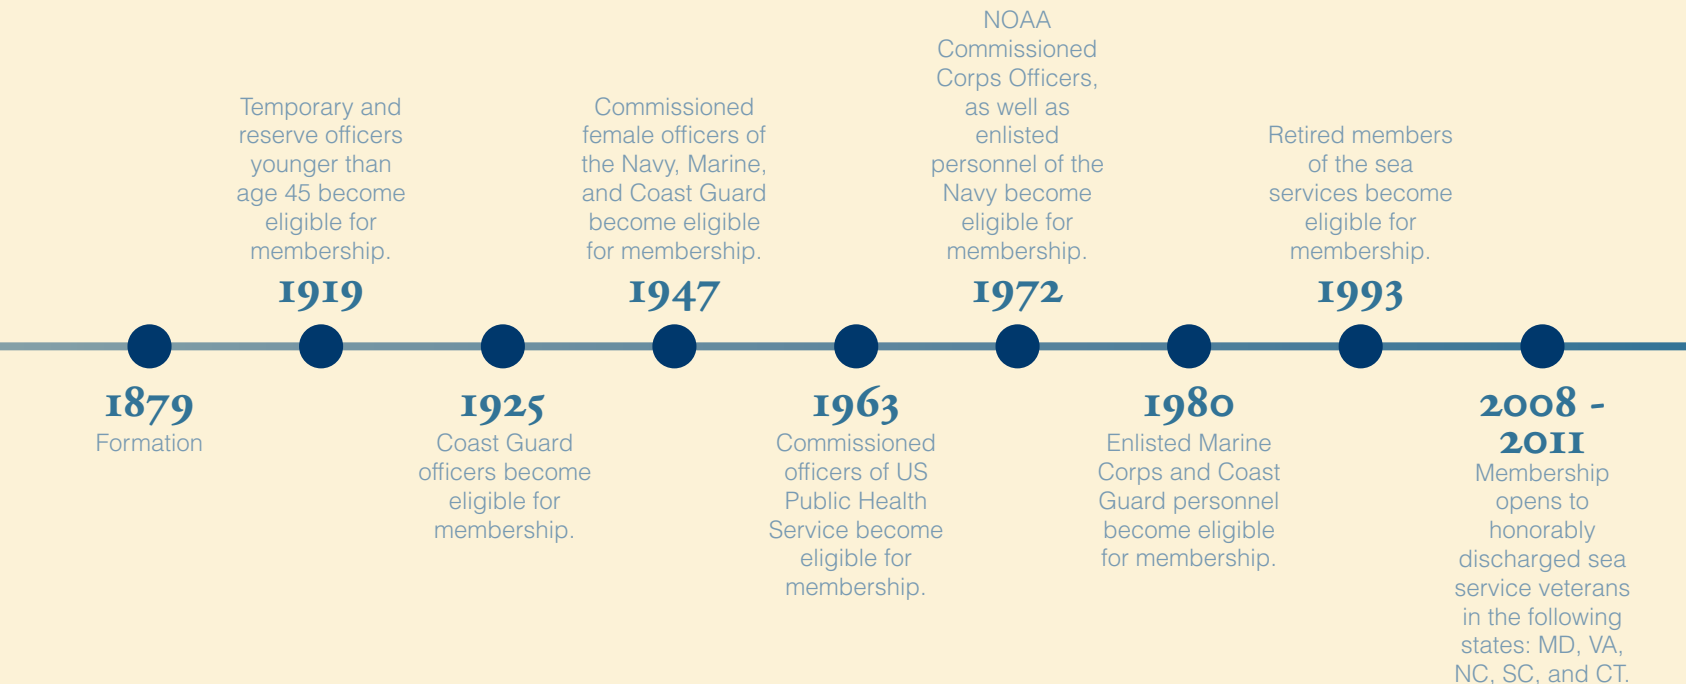 1879
Formation
Temporary and
reserve officers
younger than
age 45 become
eligible for
membership.
1919
1925
Coast Guard
officers become
eligible for
membership.
Commissioned
female officers of
the Navy, Marine,
and Coast Guard
become eligible
for membership.
1947
1963
Commissioned
officers of US
Public Health
Service become
eligible for
membership.
NOAA
Commissioned
Corps Officers,
as well as
enlisted
personnel of the
Navy become
eligible for
membership.
1972
1980
Enlisted Marine
Corps and Coast
Guard personnel
become eligible
for membership.
Retired members
of the sea
services become
eligible for
membership.
1993
2008 -
2011
Membership
opens to
honorably
discharged sea
service veterans
in the following
states: MD, VA,
NC, SC, and CT.